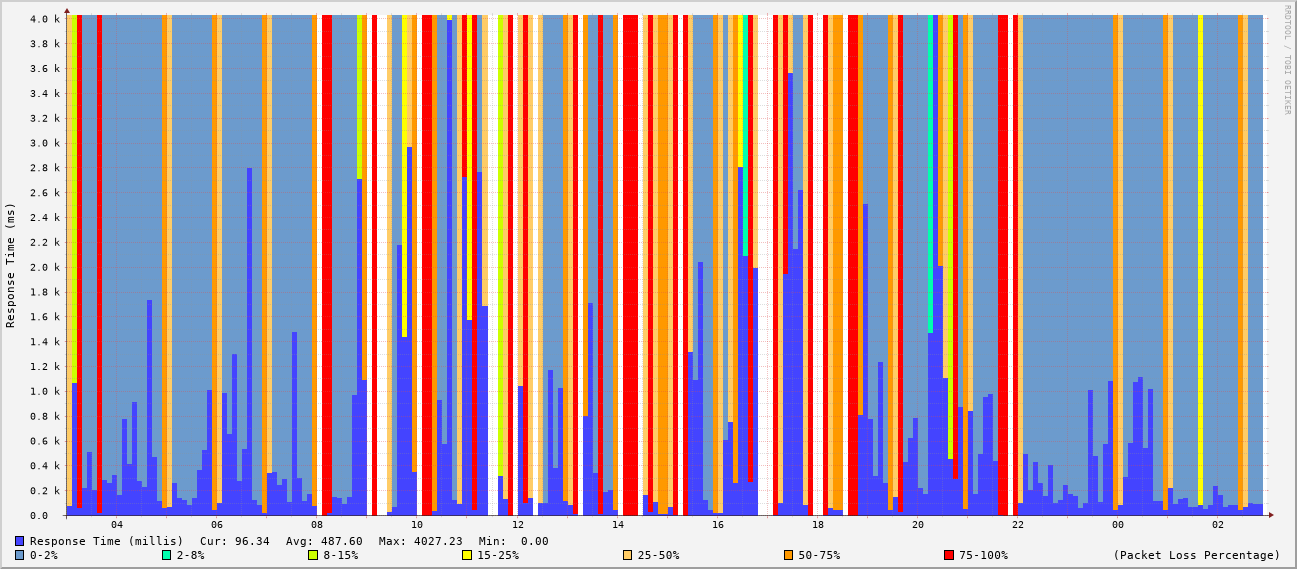 RRDTOOL / TOBI OETIKER
Response Time (ms)
4.0 k
3.8 k
3.6 k
3.4 k
3.2 k
3.0 k
2.8 k
2.6 k
2.4 k
2.2 k
2.0 k
1.8 k
1.6 k
1.4 k
1.2 k
1.0 k
0.8 k
0.6 k
0.4 k
0.2 k
0.0
04 06 08 10 12 14 16 18 20 22 00 02
Response Time (millis) Cur: 96.34 Avg: 487.60 Max: 4027.23 Min: 0.00
0-2% 2-8% 8-15% 15-25% 25-50% 50-75% 75-100% (Packet Loss Percentage)